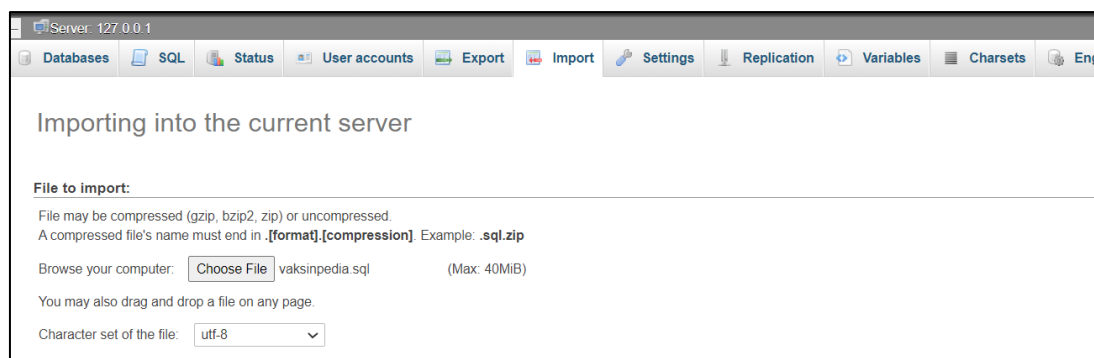 Server: 127.0.0.1
Databases SQL Status User accounts Export Import Settings Replication Variables Charsets Eng
Importing into the current server
File to import:
File may be compressed (gzip, bzip2, zip) or uncompressed.
A compressed file's name must end in .[format].[compression]. Example: .sql.zip
Browse your computer: Choose File vaksinpedia.sql (Max: 40MiB)
You may also drag and drop a file on any page.
Character set of the file: utf-8